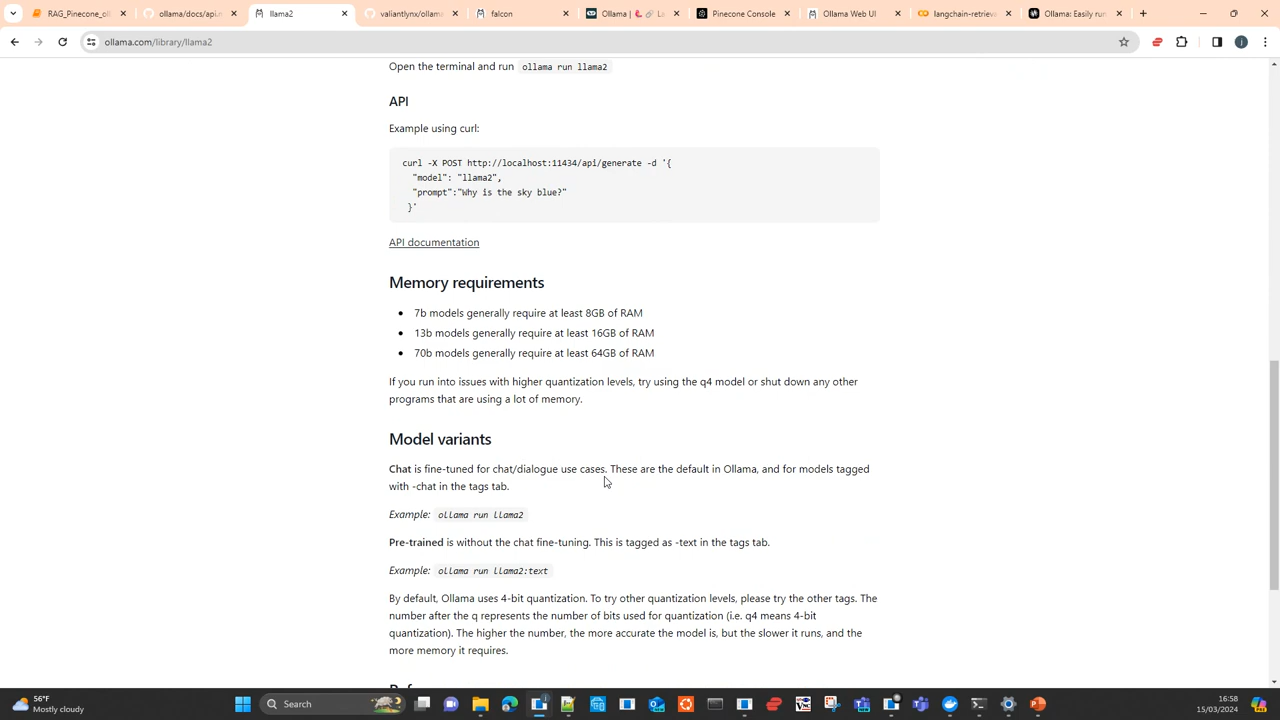 RAG_Pinecone_oll
ollama/docs/api.m
llama2
valiantlynx/ollama
falcon
Ollama | 🦜️🔗 La
Pinecone Console
Ollama Web UI
langchain-retrieva
Ollama: Easily run
ollama.com/library/llama2
Open the terminal and run ollama run llama2
API
Example using curl:
curl -X POST http://localhost:11434/api/generate -d '{
"model": "llama2",
"prompt":"Why is the sky blue?"
}'
API documentation
Memory requirements
• 7b models generally require at least 8GB of RAM
• 13b models generally require at least 16GB of RAM
• 70b models generally require at least 64GB of RAM
If you run into issues with higher quantization levels, try using the q4 model or shut down any other
programs that are using a lot of memory.
Model variants
Chat is fine-tuned for chat/dialogue use cases. These are the default in Ollama, and for models tagged
with -chat in the tags tab.
Example: ollama run llama2
Pre-trained is without the chat fine-tuning. This is tagged as -text in the tags tab.
Example: ollama run llama2:text
By default, Ollama uses 4-bit quantization. To try other quantization levels, please try the other tags. The
number after the q represents the number of bits used for quantization (i.e. q4 means 4-bit
quantization). The higher the number, the more accurate the model is, but the slower it runs, and the
more memory it requires.
56°F
Mostly cloudy
Search
16:58
15/03/2024